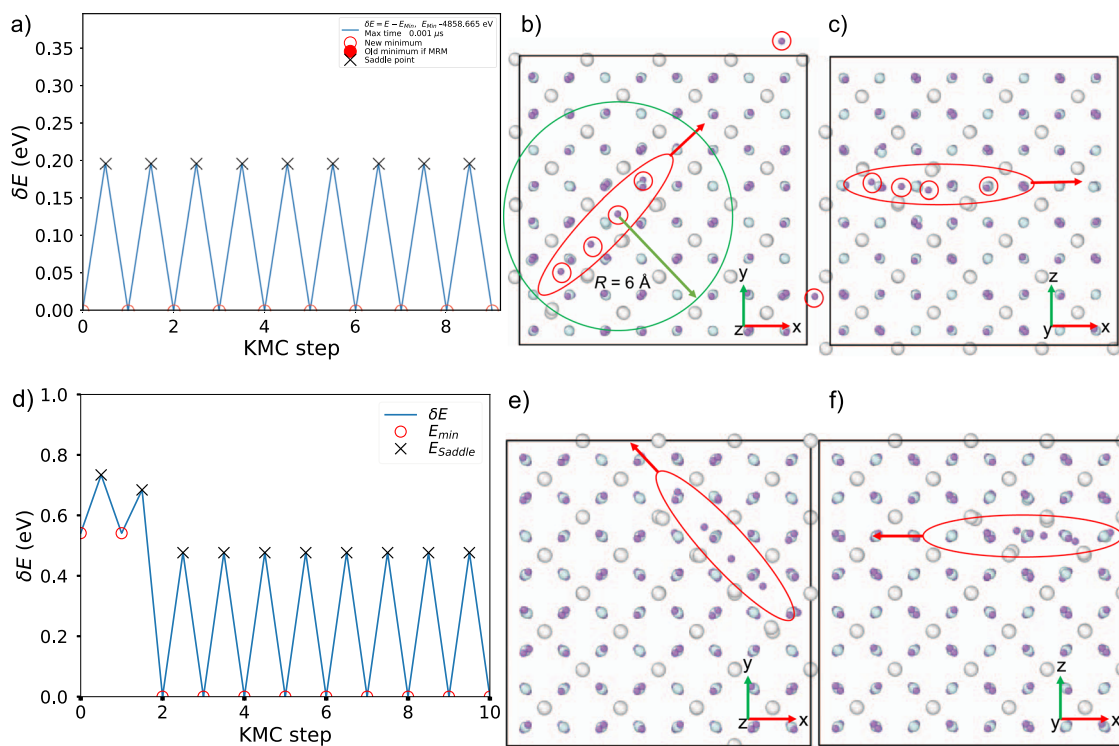 a)
δE (eV)
0.35
0.30
0.25
0.20
0.15
0.10
0.05
0.00
δE = E − E_Min, E_Min-4858.665 eV
Max time 0.001 μs
New minimum
Old minimum if MRM
Saddle point
0 2 4 6 8
KMC step
b)
R = 6 Å
y
z x
c)
z
y x
d)
δE (eV)
1.0
0.8
0.6
0.4
0.2
0.0
δE
E_min
E_Saddle
0 2 4 6 8 10
KMC step
e)
y
z x
f)
z
y x